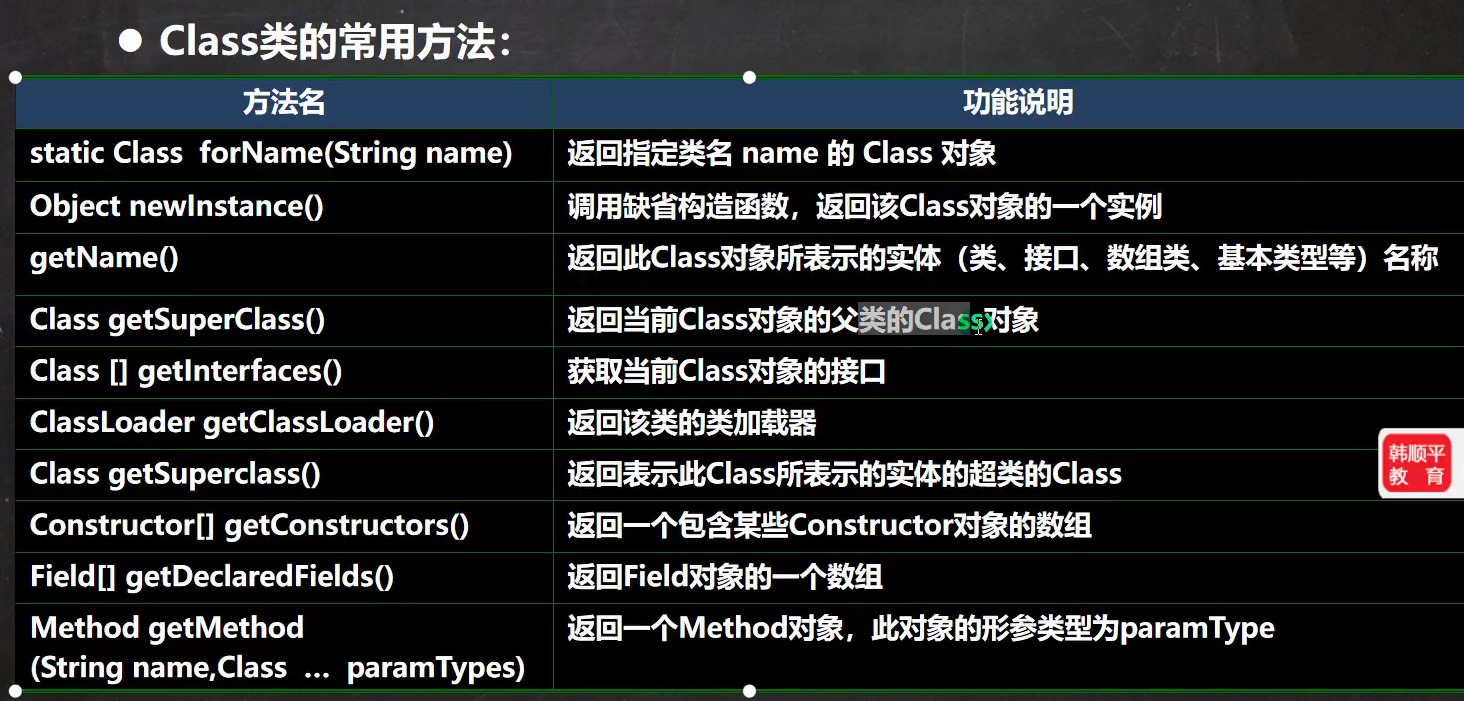 ● Class类的常用方法：
方法名
功能说明
static Class forName(String name)
返回指定类名 name 的 Class 对象
Object newInstance()
调用缺省构造函数，返回该Class对象的一个实例
getName()
返回此Class对象所表示的实体（类、接口、数组类、基本类型等）名称
Class getSuperClass()
返回当前Class对象的父类的Class对象
Class [] getInterfaces()
获取当前Class对象的接口
ClassLoader getClassLoader()
返回该类的类加载器
Class getSuperclass()
返回表示此Class所表示的实体的超类的Class
Constructor[] getConstructors()
返回一个包含某些Constructor对象的数组
Field[] getDeclaredFields()
返回Field对象的一个数组
Method getMethod
(String name,Class … paramTypes)
返回一个Method对象，此对象的形参类型为paramType
韩顺平
教 育